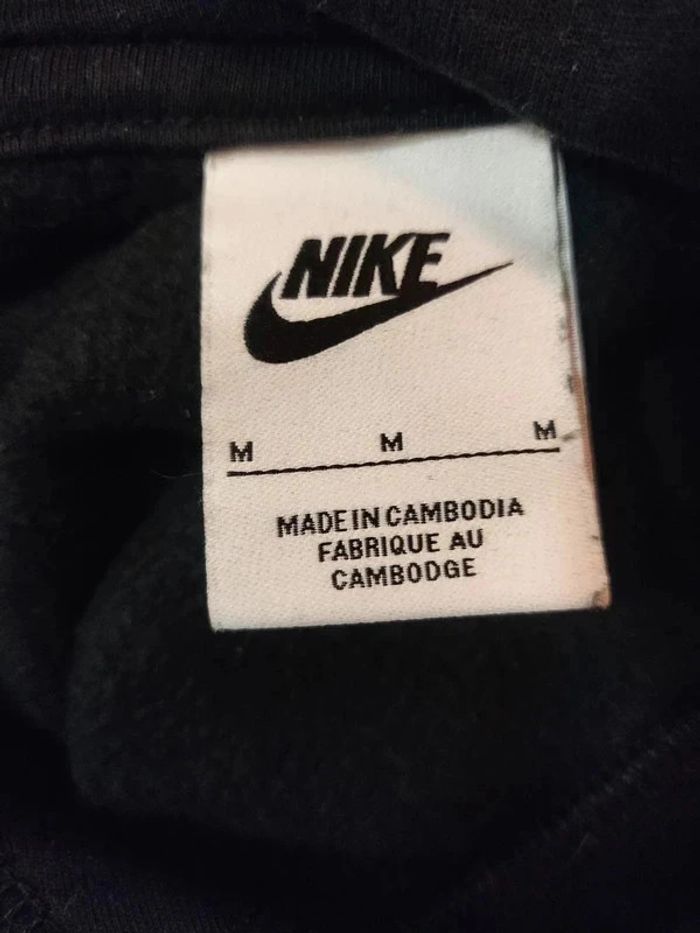 NIKE
M M M
MADE IN CAMBODIA
FABRIQUE AU
CAMBODGE